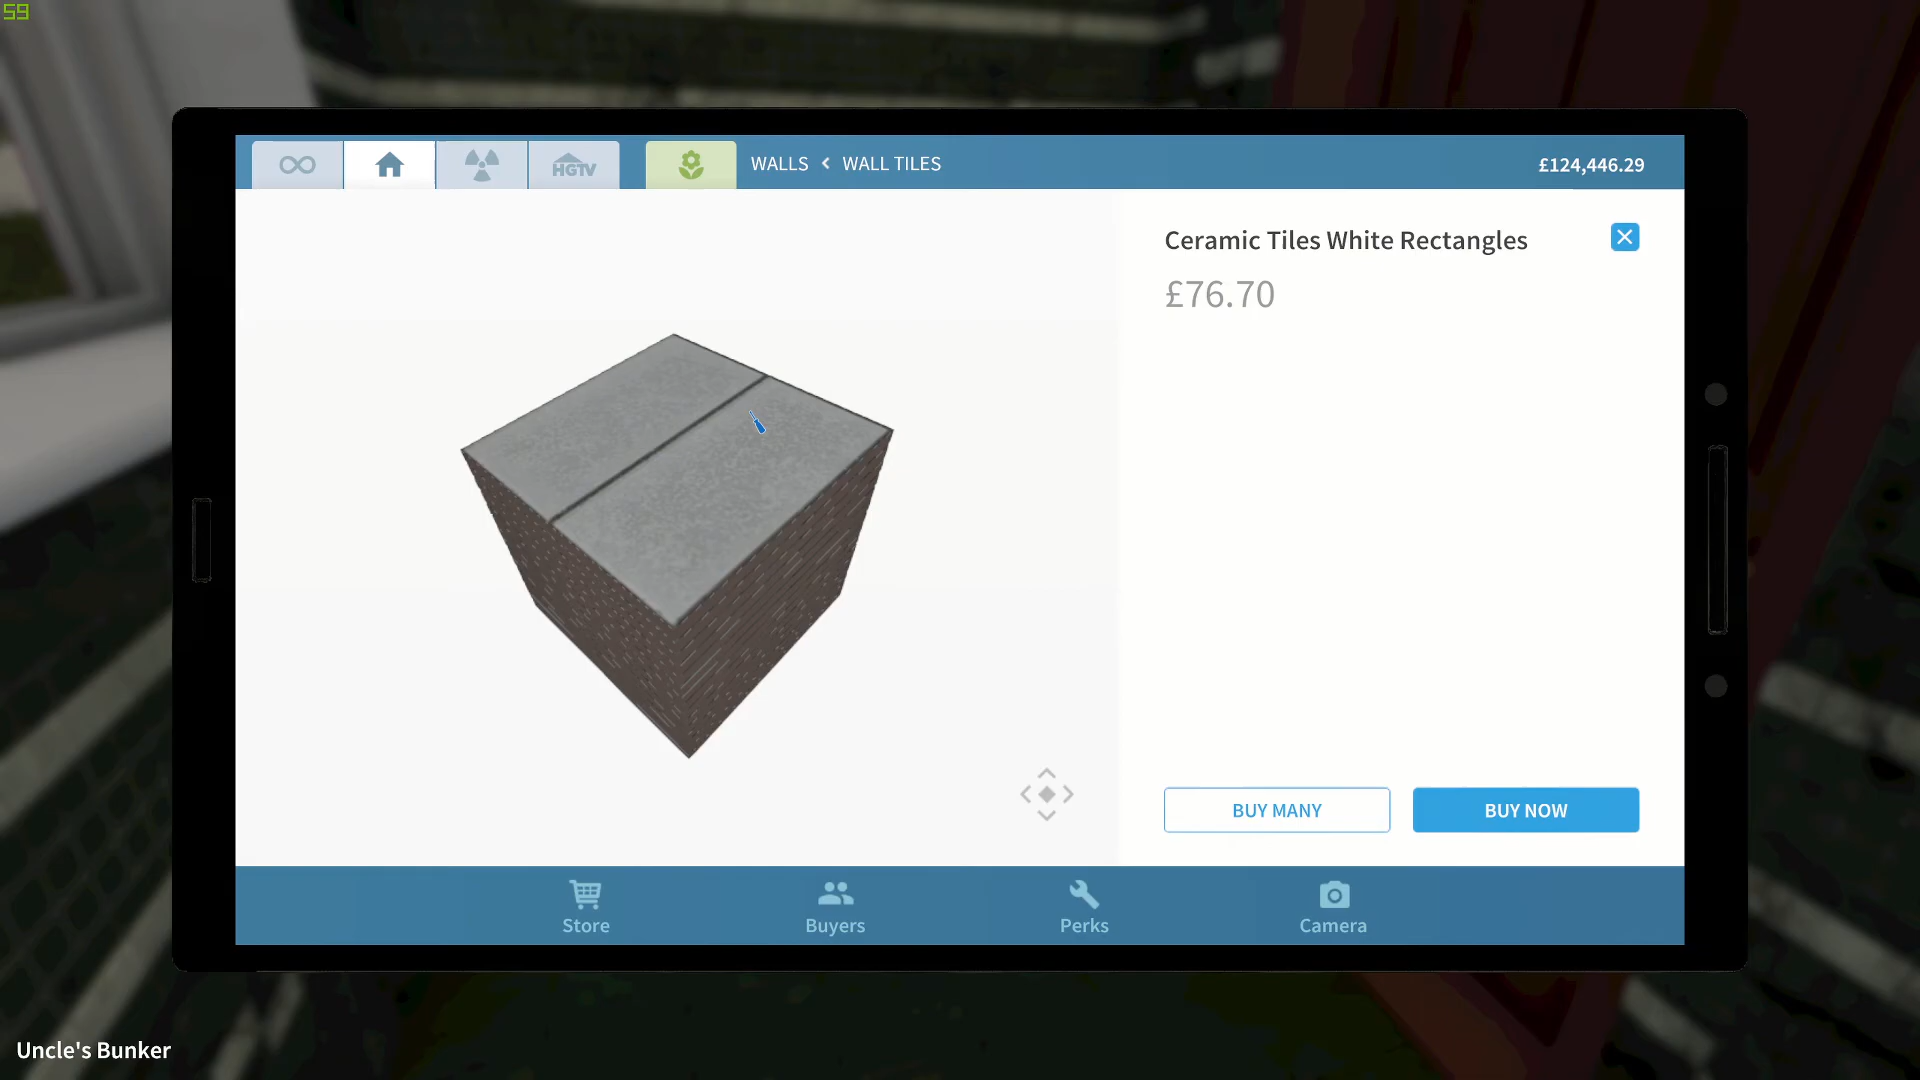 59
HGTV
WALLS < WALL TILES
£124,446.29
Ceramic Tiles White Rectangles
£76.70
BUY MANY
BUY NOW
Store
Buyers
Perks
Camera
Uncle's Bunker